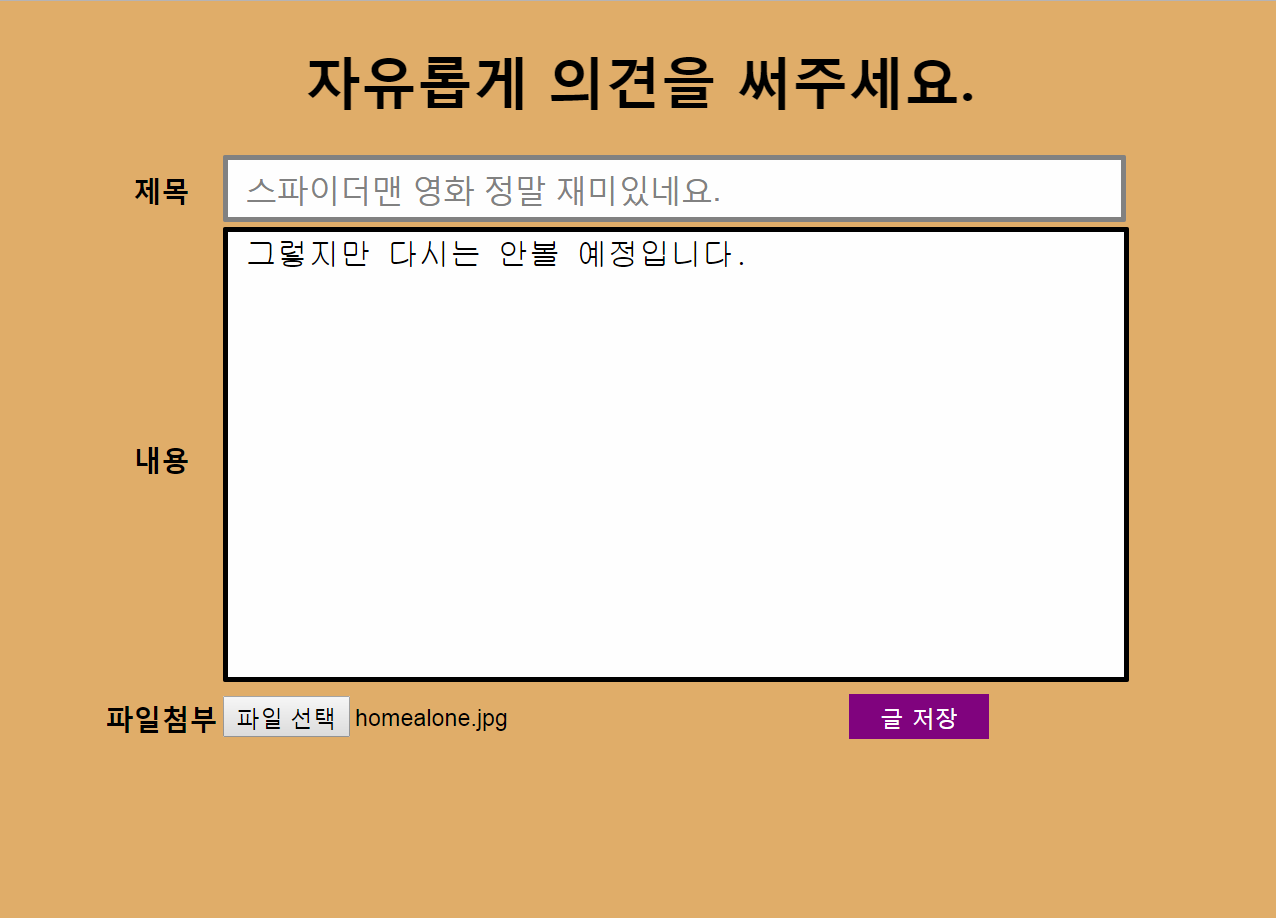 자유롭게 의견을 써주세요.
제목 스파이더맨 영화 정말 재미있네요.
그렇지만 다시는 안볼 예정입니다.
내용
파일첨부 파일 선택 homealone.jpg 글 저장